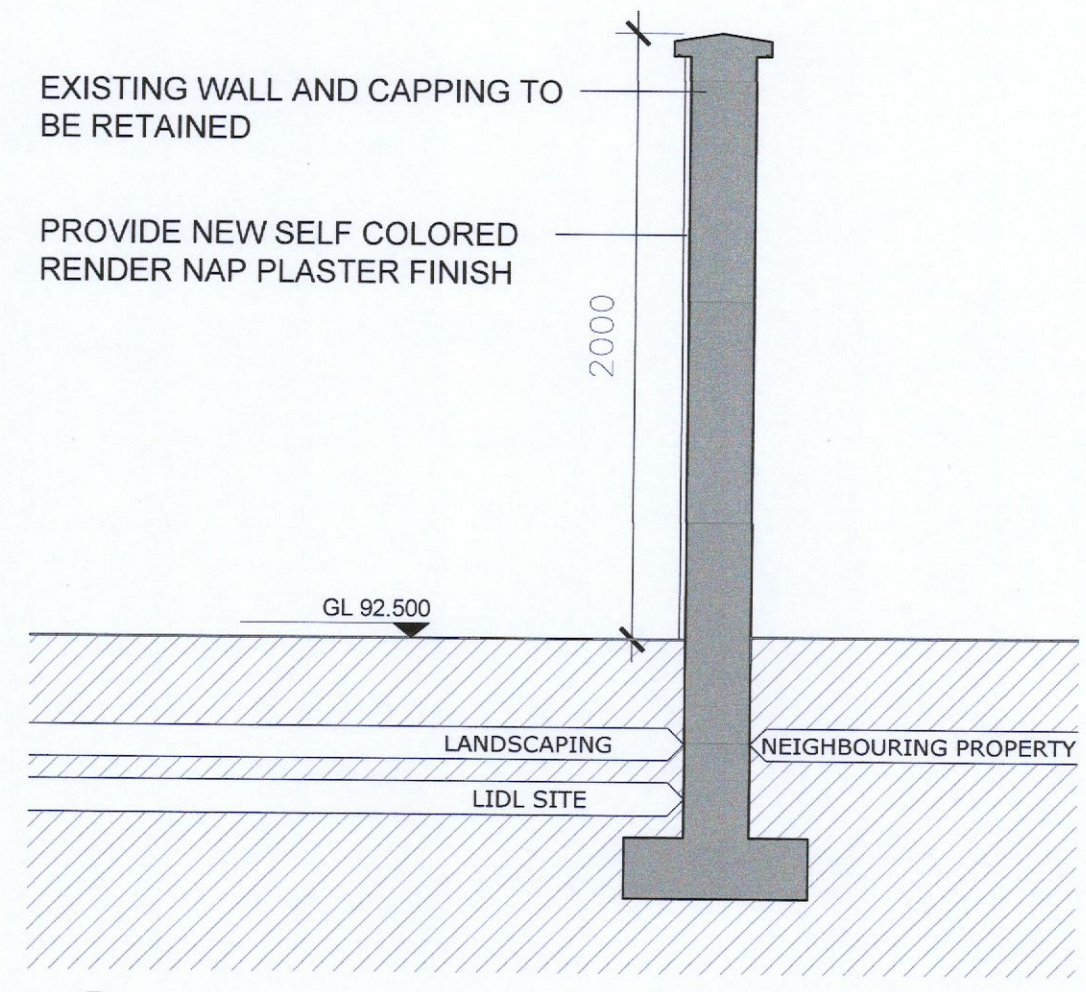 EXISTING WALL AND CAPPING TO
BE RETAINED
PROVIDE NEW SELF COLORED
RENDER NAP PLASTER FINISH
2000
GL 92.500
LANDSCAPING
NEIGHBOURING PROPERTY
LIDL SITE